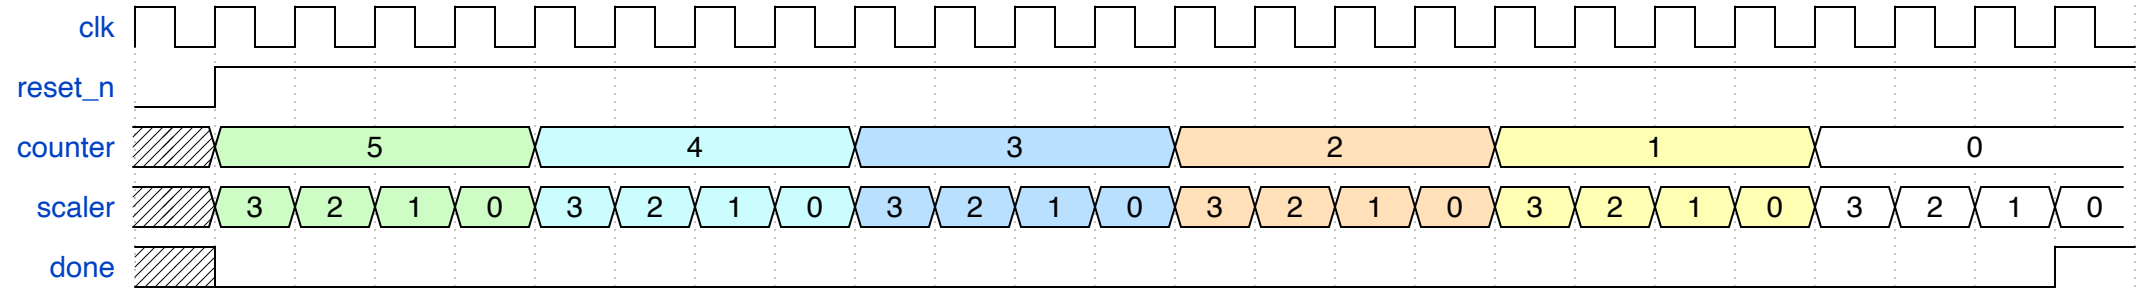 clk
reset_n
counter 5 4 3 2 1 0
scaler 3 2 1 0 3 2 1 0 3 2 1 0 3 2 1 0 3 2 1 0 3 2 1 0
done